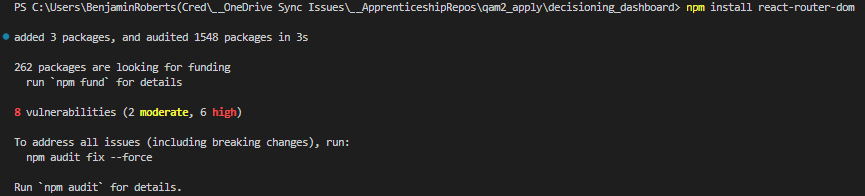 PS C:\Users\BenjaminRoberts(Cred\__OneDrive Sync Issues\__ApprenticeshipRepos\qam2_apply\decisioning_dashboard> npm install react-router-dom
added 3 packages, and audited 1548 packages in 3s
262 packages are looking for funding
run `npm fund` for details
8 vulnerabilities (2 moderate, 6 high)
To address all issues (including breaking changes), run:
npm audit fix --force
Run `npm audit` for details.